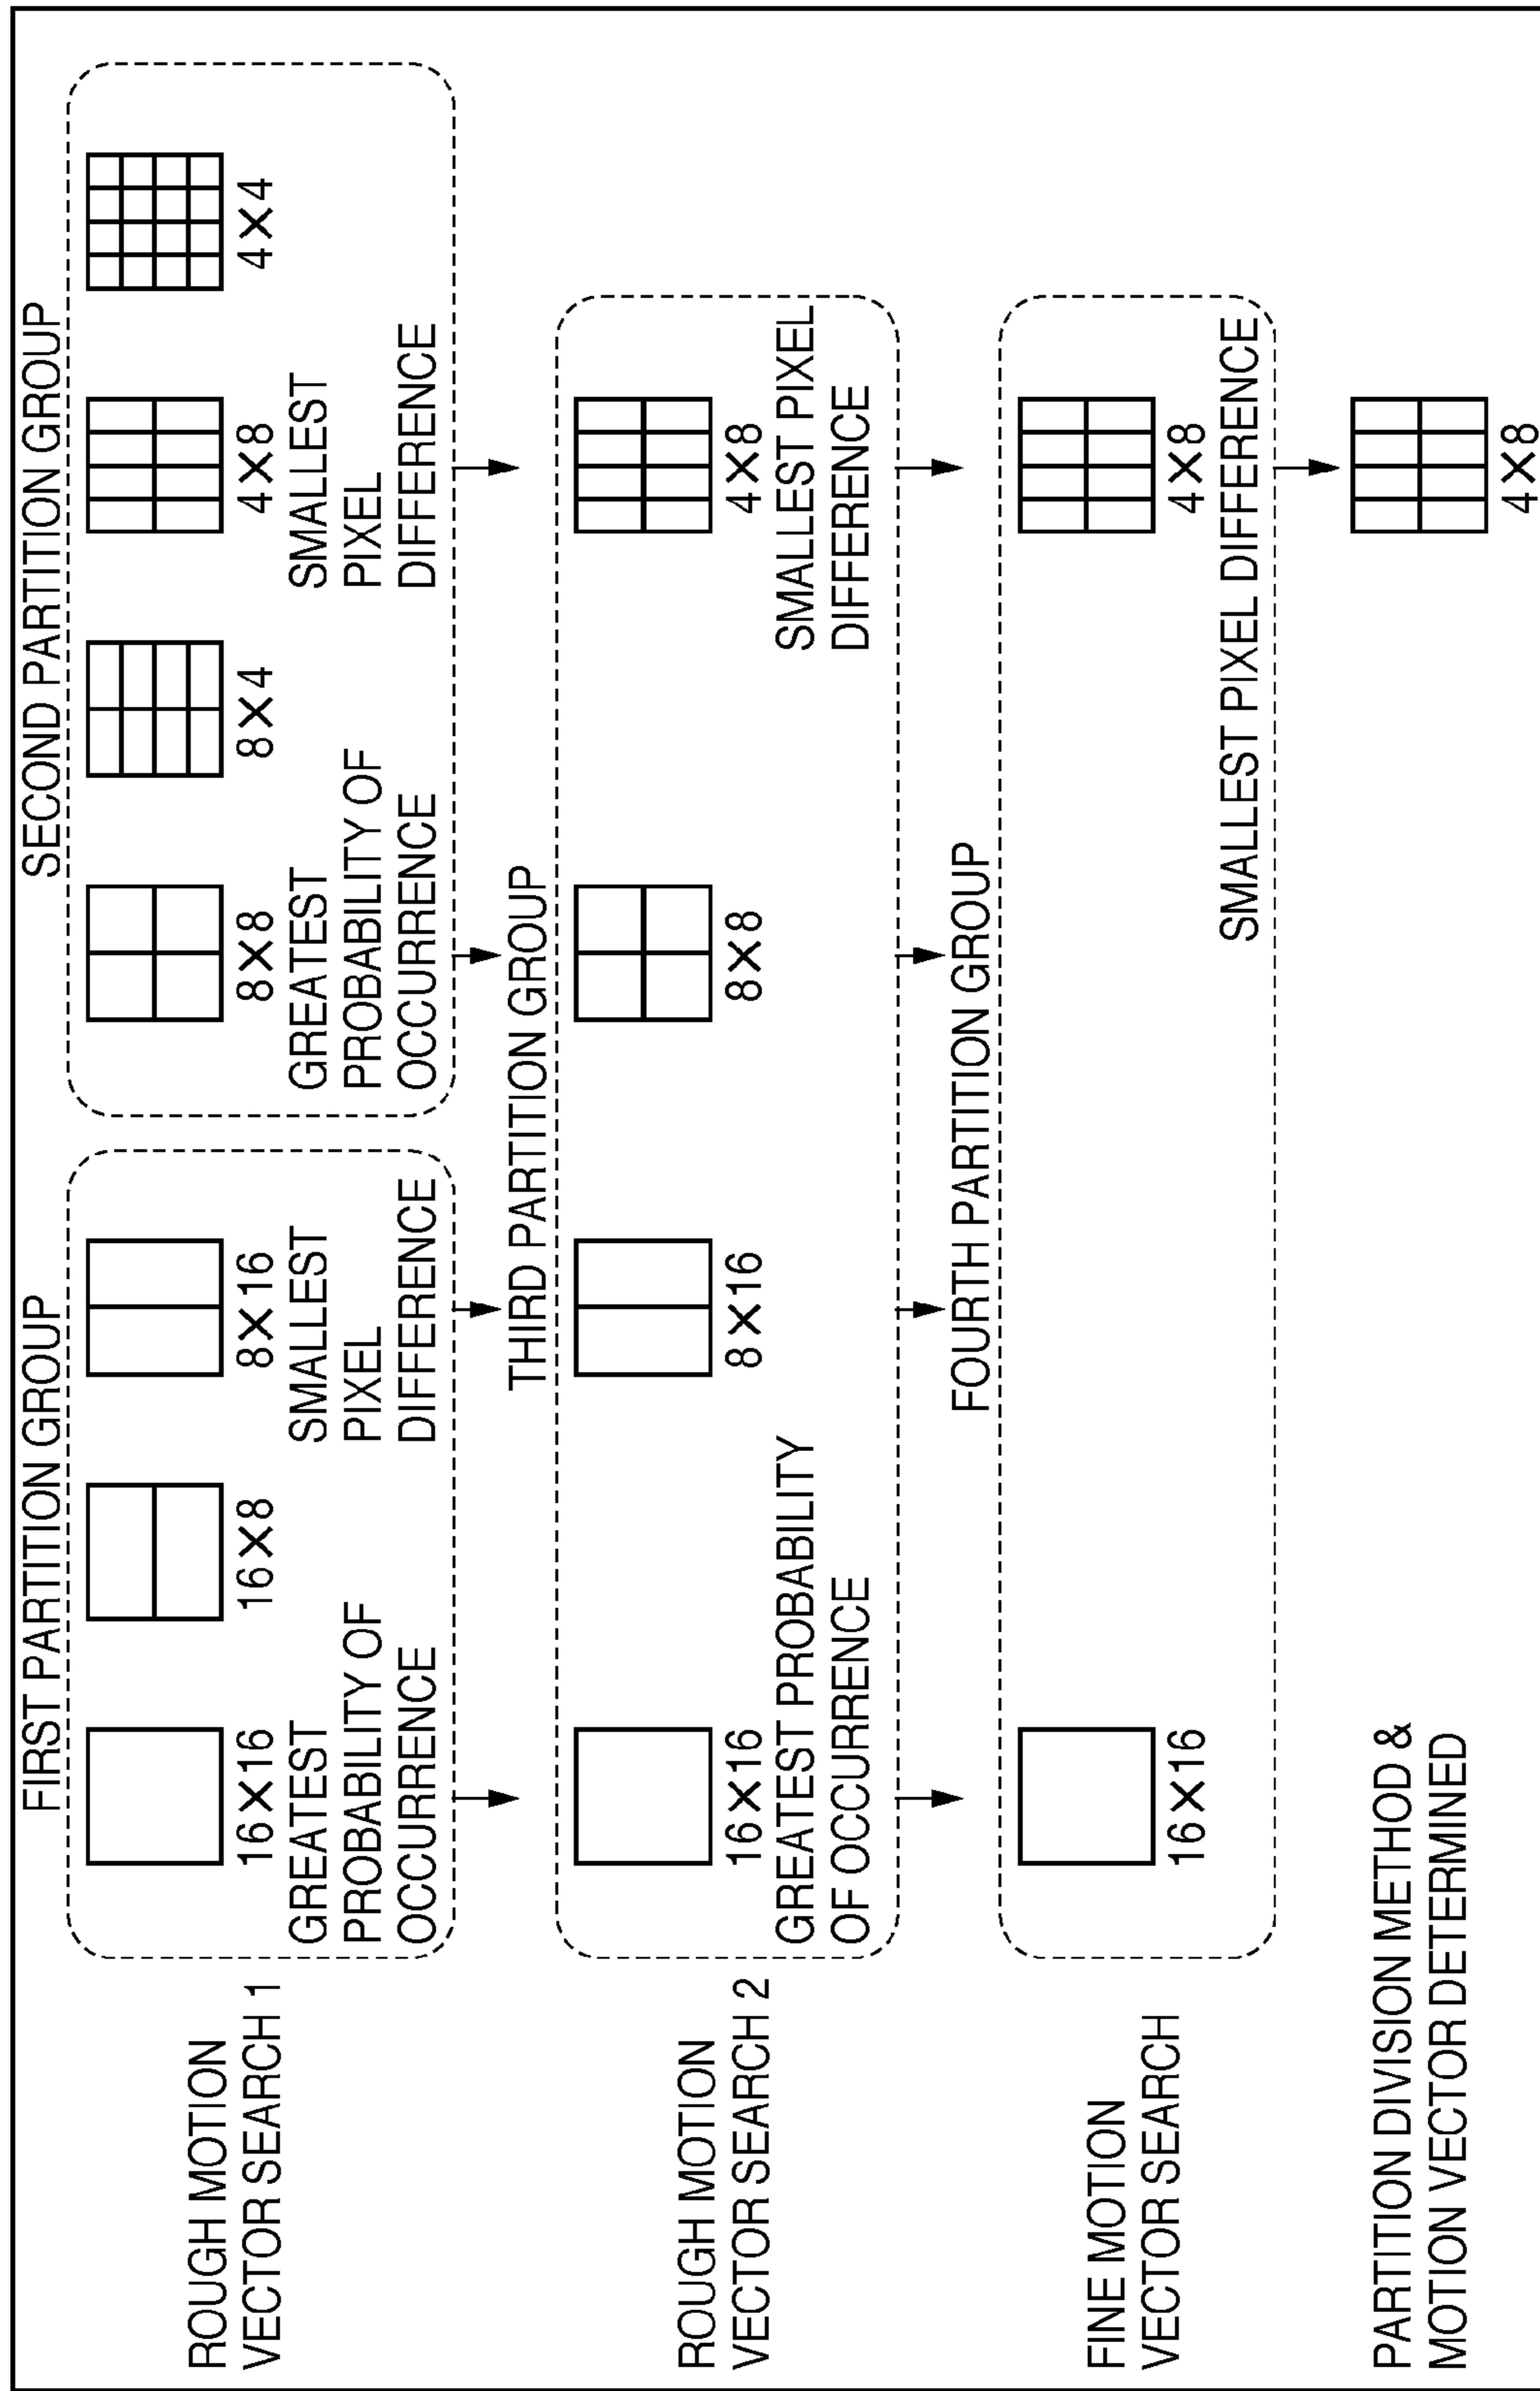 FIRST PARTITION GROUP
SECOND PARTITION GROUP
ROUGH MOTION
VECTOR SEARCH 1
16×16
16×8
8×16
8×8
8×4
4×8
4×4
GREATEST
PROBABILITY OF
OCCURRENCE
SMALLEST
PIXEL
DIFFERENCE
GREATEST
PROBABILITY OF
OCCURRENCE
SMALLEST
PIXEL
DIFFERENCE
THIRD PARTITION GROUP
ROUGH MOTION
VECTOR SEARCH 2
16×16
8×16
8×8
4×8
GREATEST PROBABILITY
OF OCCURRENCE
SMALLEST PIXEL
DIFFERENCE
FOURTH PARTITION GROUP
FINE MOTION
VECTOR SEARCH
16×16
4×8
SMALLEST PIXEL DIFFERENCE
PARTITION DIVISION METHOD &
MOTION VECTOR DETERMINED
4×8